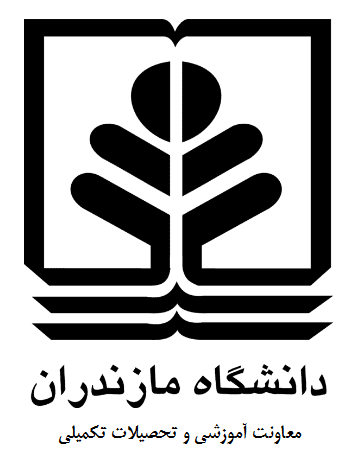 دانشگاه مازندران
معاونت آموزشی و تحصیلات تکمیلی